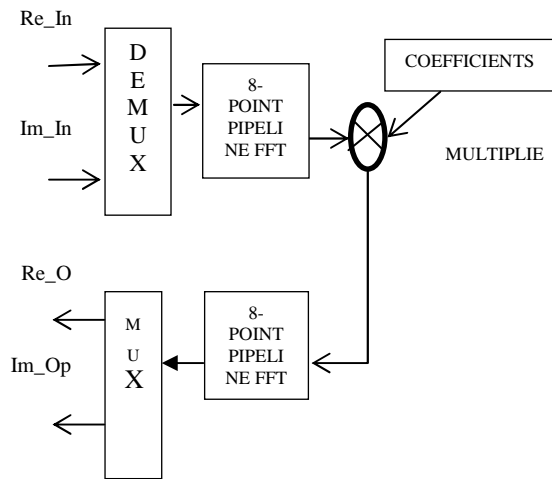 Re_In
Im_In
D
E
M
U
X
8-
POINT
PIPELI
NE FFT
COEFFICIENTS
MULTIPLIE
Re_O
Im_Op
M
U
X
8-
POINT
PIPELI
NE FFT